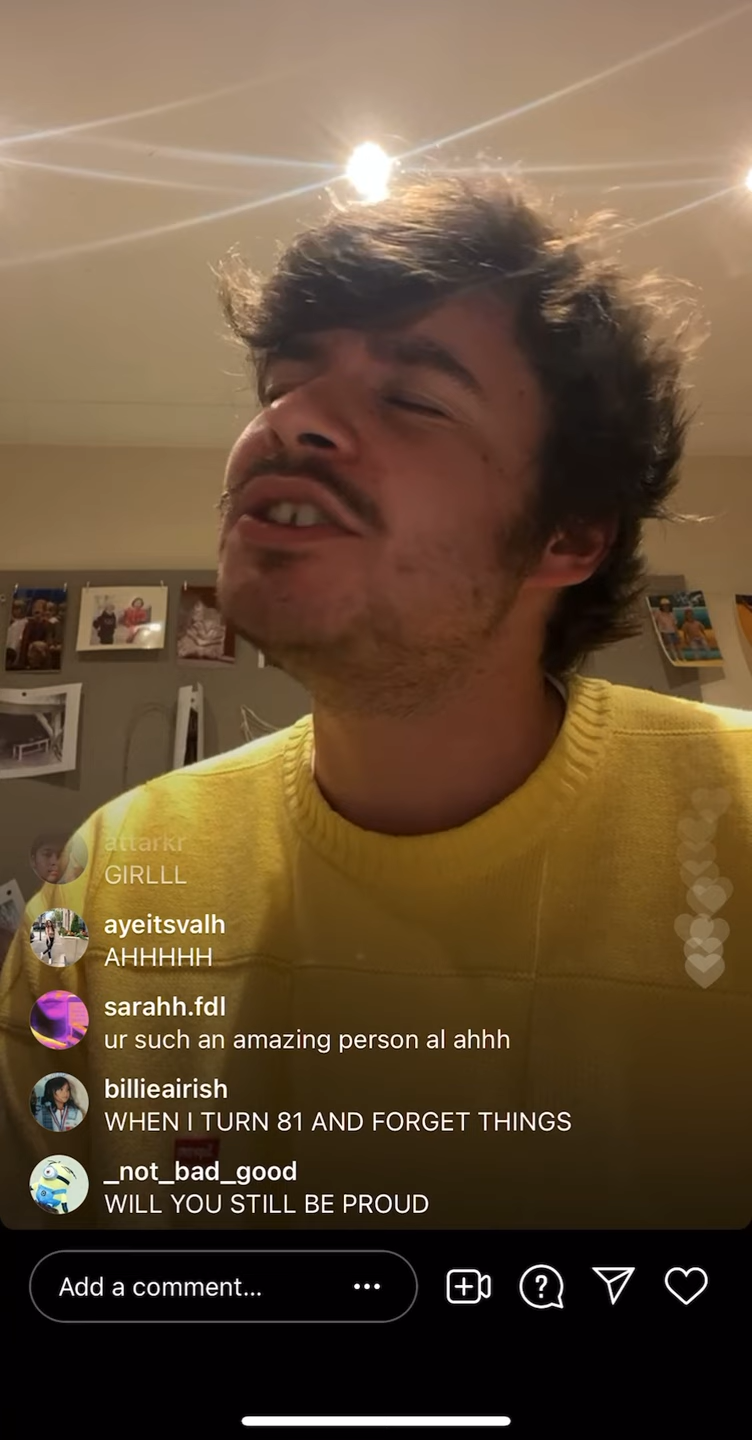 attarkr
GIRLLL
ayeitsvalh
AHHHHH
sarahh.fdl
ur such an amazing person al ahhh
billieairish
WHEN I TURN 81 AND FORGET THINGS
_not_bad_good
WILL YOU STILL BE PROUD
Add a comment...